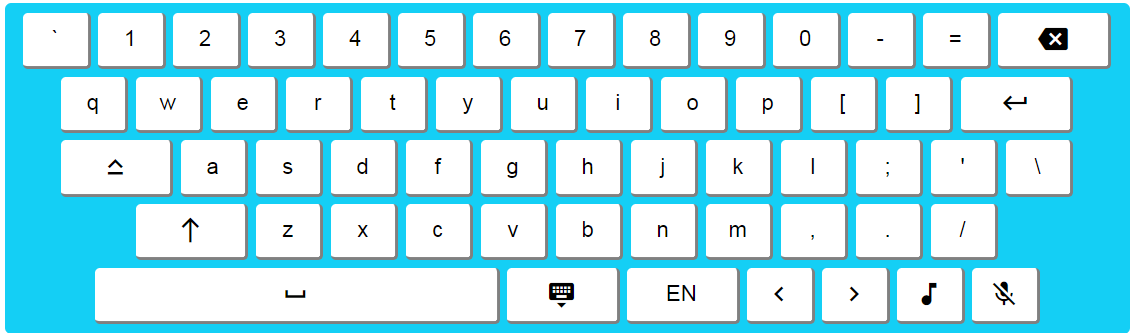 ` 1 2 3 4 5 6 7 8 9 0 - =
q w e r t y u i o p [ ]
a s d f g h j k l ; ' \
z x c v b n m , . /
EN < >